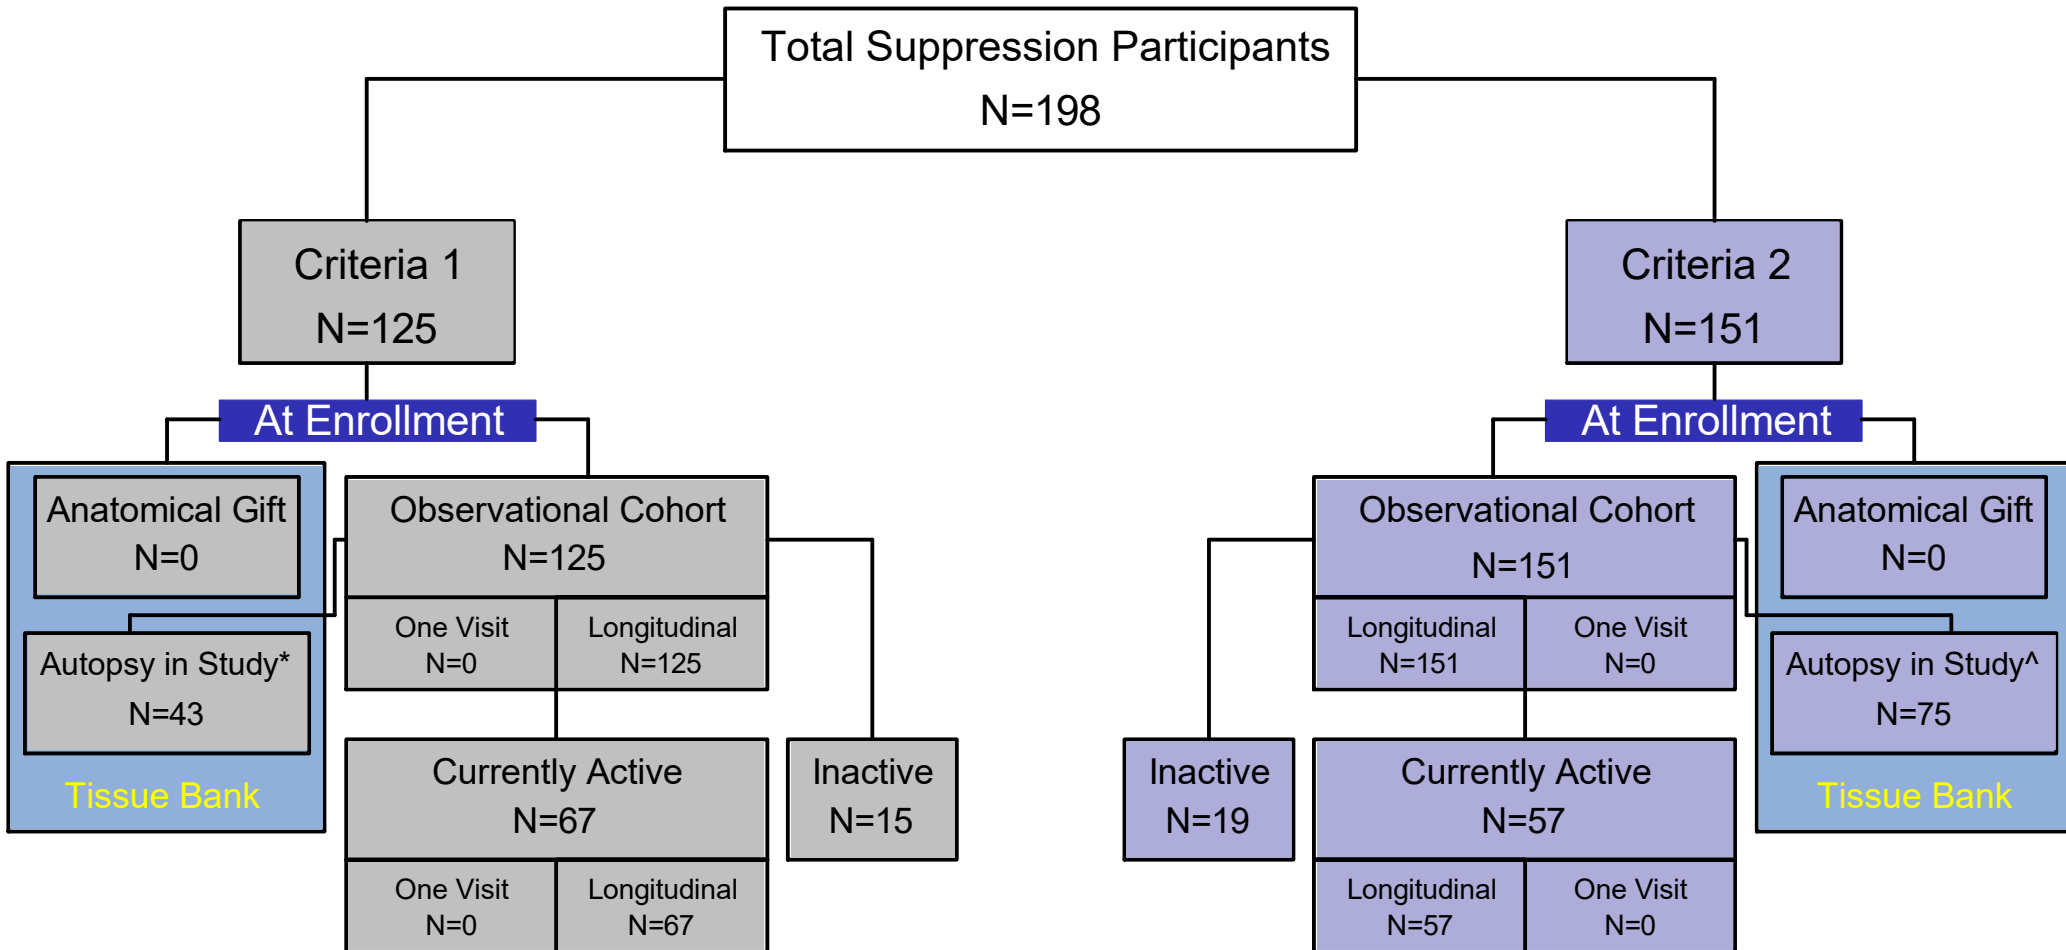 Total Suppression Participants
N=198
Criteria 1
N=125
At Enrollment
Anatomical Gift
N=0
Autopsy in Study*
N=43
Tissue Bank
Observational Cohort
N=125
One Visit
N=0
Longitudinal
N=125
Currently Active
N=67
One Visit
N=0
Longitudinal
N=67
Inactive
N=15
Criteria 2
N=151
At Enrollment
Observational Cohort
N=151
Longitudinal
N=151
One Visit
N=0
Inactive
N=19
Currently Active
N=57
Longitudinal
N=57
One Visit
N=0
Anatomical Gift
N=0
Autopsy in Study^
N=75
Tissue Bank